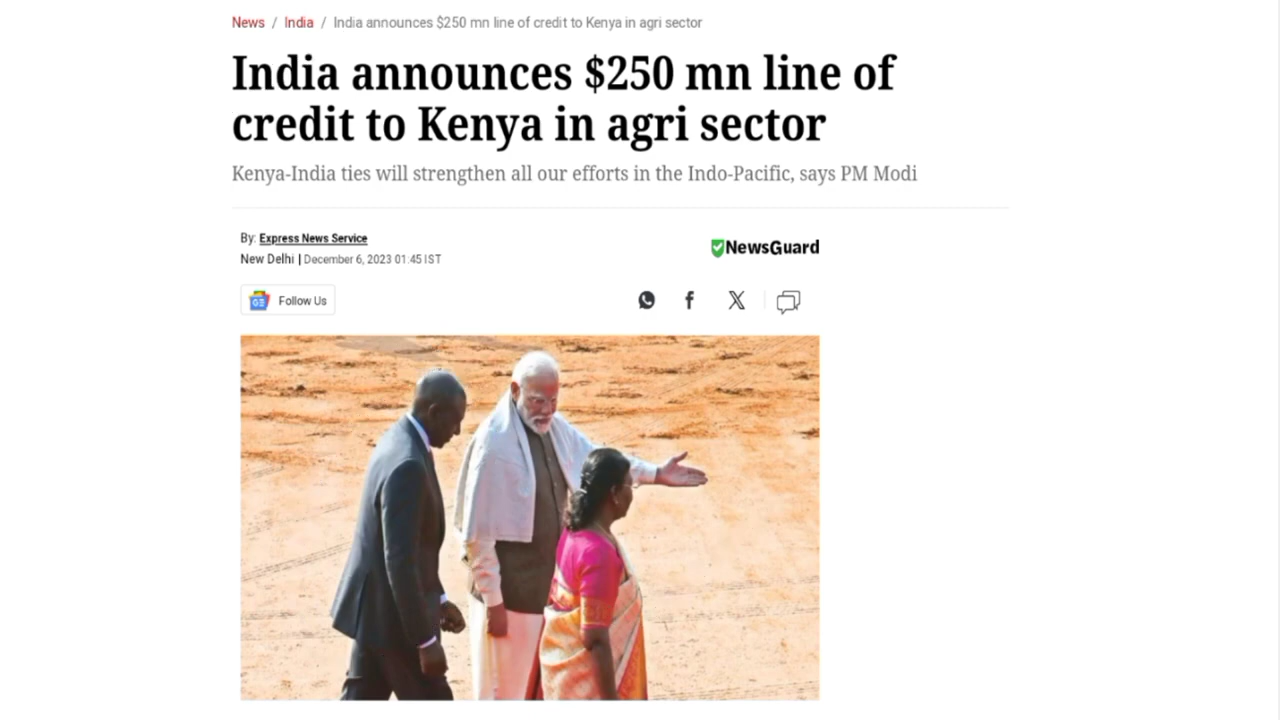 News / India / India announces $250 mn line of credit to Kenya in agri sector
India announces $250 mn line of
credit to Kenya in agri sector
Kenya-India ties will strengthen all our efforts in the Indo-Pacific, says PM Modi
By: Express News Service
NewsGuard
New Delhi | December 6, 2023 01:45 IST
GE Follow Us